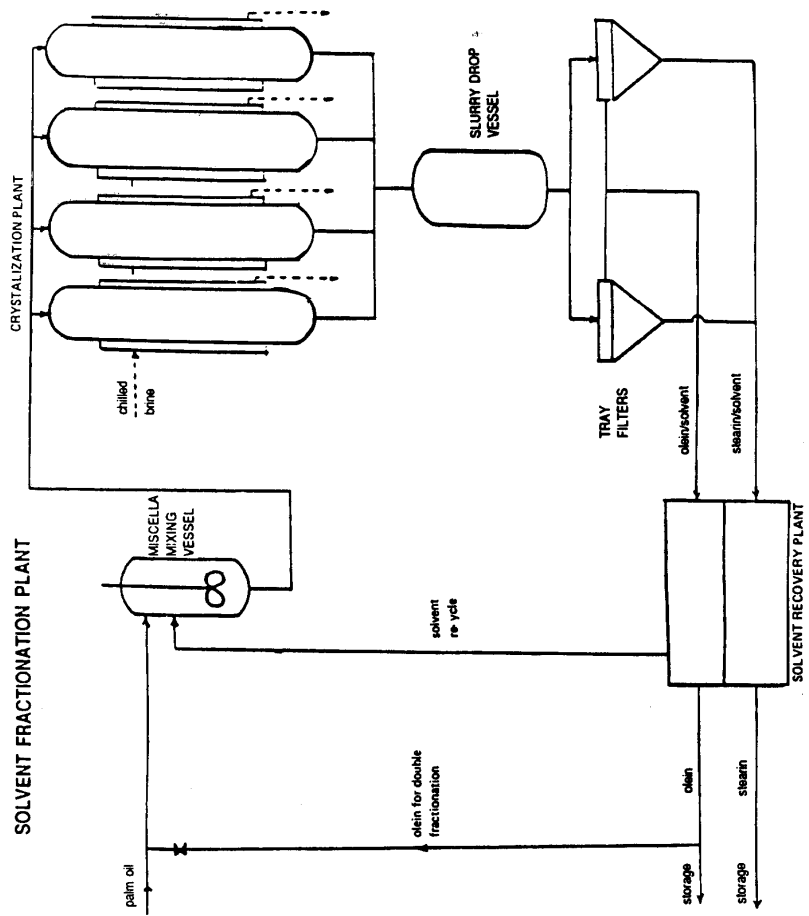 SOLVENT FRACTIONATION PLANT
CRYSTALIZATION PLANT
palm oil
MISCELLA
MIXING
VESSEL
chilled
brine
SLURRY DROP
VESSEL
olein for double
fractionation
solvent
re- ycle
TRAY
FILTERS
olein/solvent
stearin/solvent
olein
storage
stearin
storage
SOLVENT RECOVERY PLANT